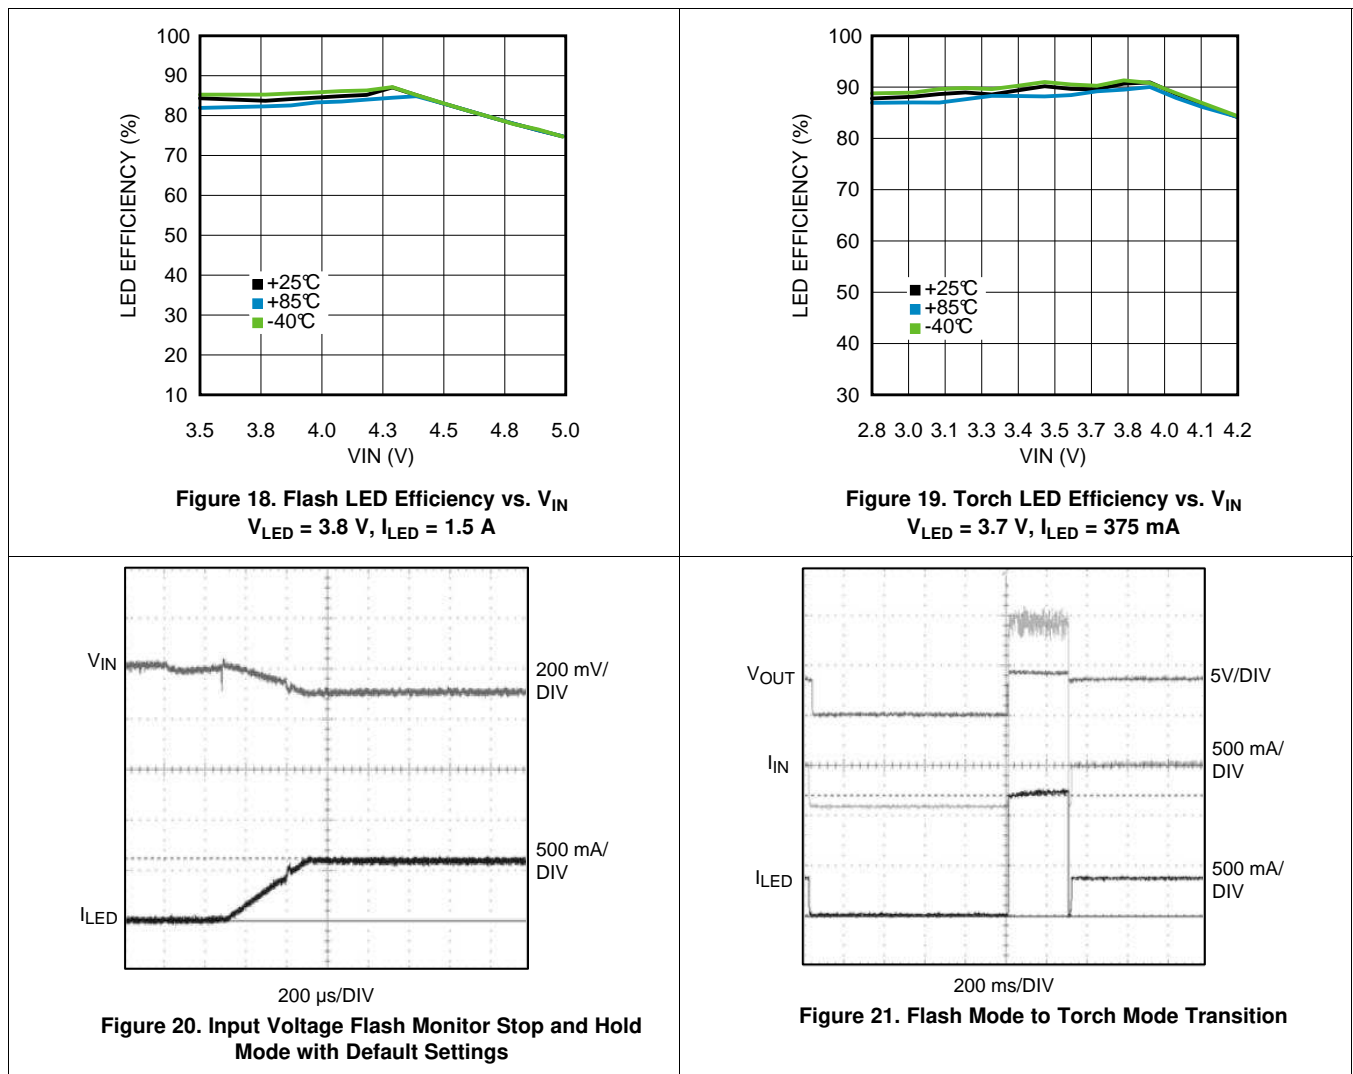 100
90
80
70
60
50
40
30
20
10
LED EFFICIENCY (%)
+25°C
+85°C
-40°C
3.5 3.8 4.0 4.3 4.5 4.8 5.0
VIN (V)
Figure 18. Flash LED Efficiency vs. VIN
VLED = 3.8 V, ILED = 1.5 A
100
90
80
70
60
50
40
30
LED EFFICIENCY (%)
+25°C
+85°C
-40°C
2.8 3.0 3.1 3.3 3.4 3.5 3.7 3.8 4.0 4.1 4.2
VIN (V)
Figure 19. Torch LED Efficiency vs. VIN
VLED = 3.7 V, ILED = 375 mA
VIN
200 mV/
DIV
500 mA/
DIV
ILED
200 µs/DIV
Figure 20. Input Voltage Flash Monitor Stop and Hold
Mode with Default Settings
VOUT
5V/DIV
IIN
500 mA/
DIV
ILED
500 mA/
DIV
200 ms/DIV
Figure 21. Flash Mode to Torch Mode Transition